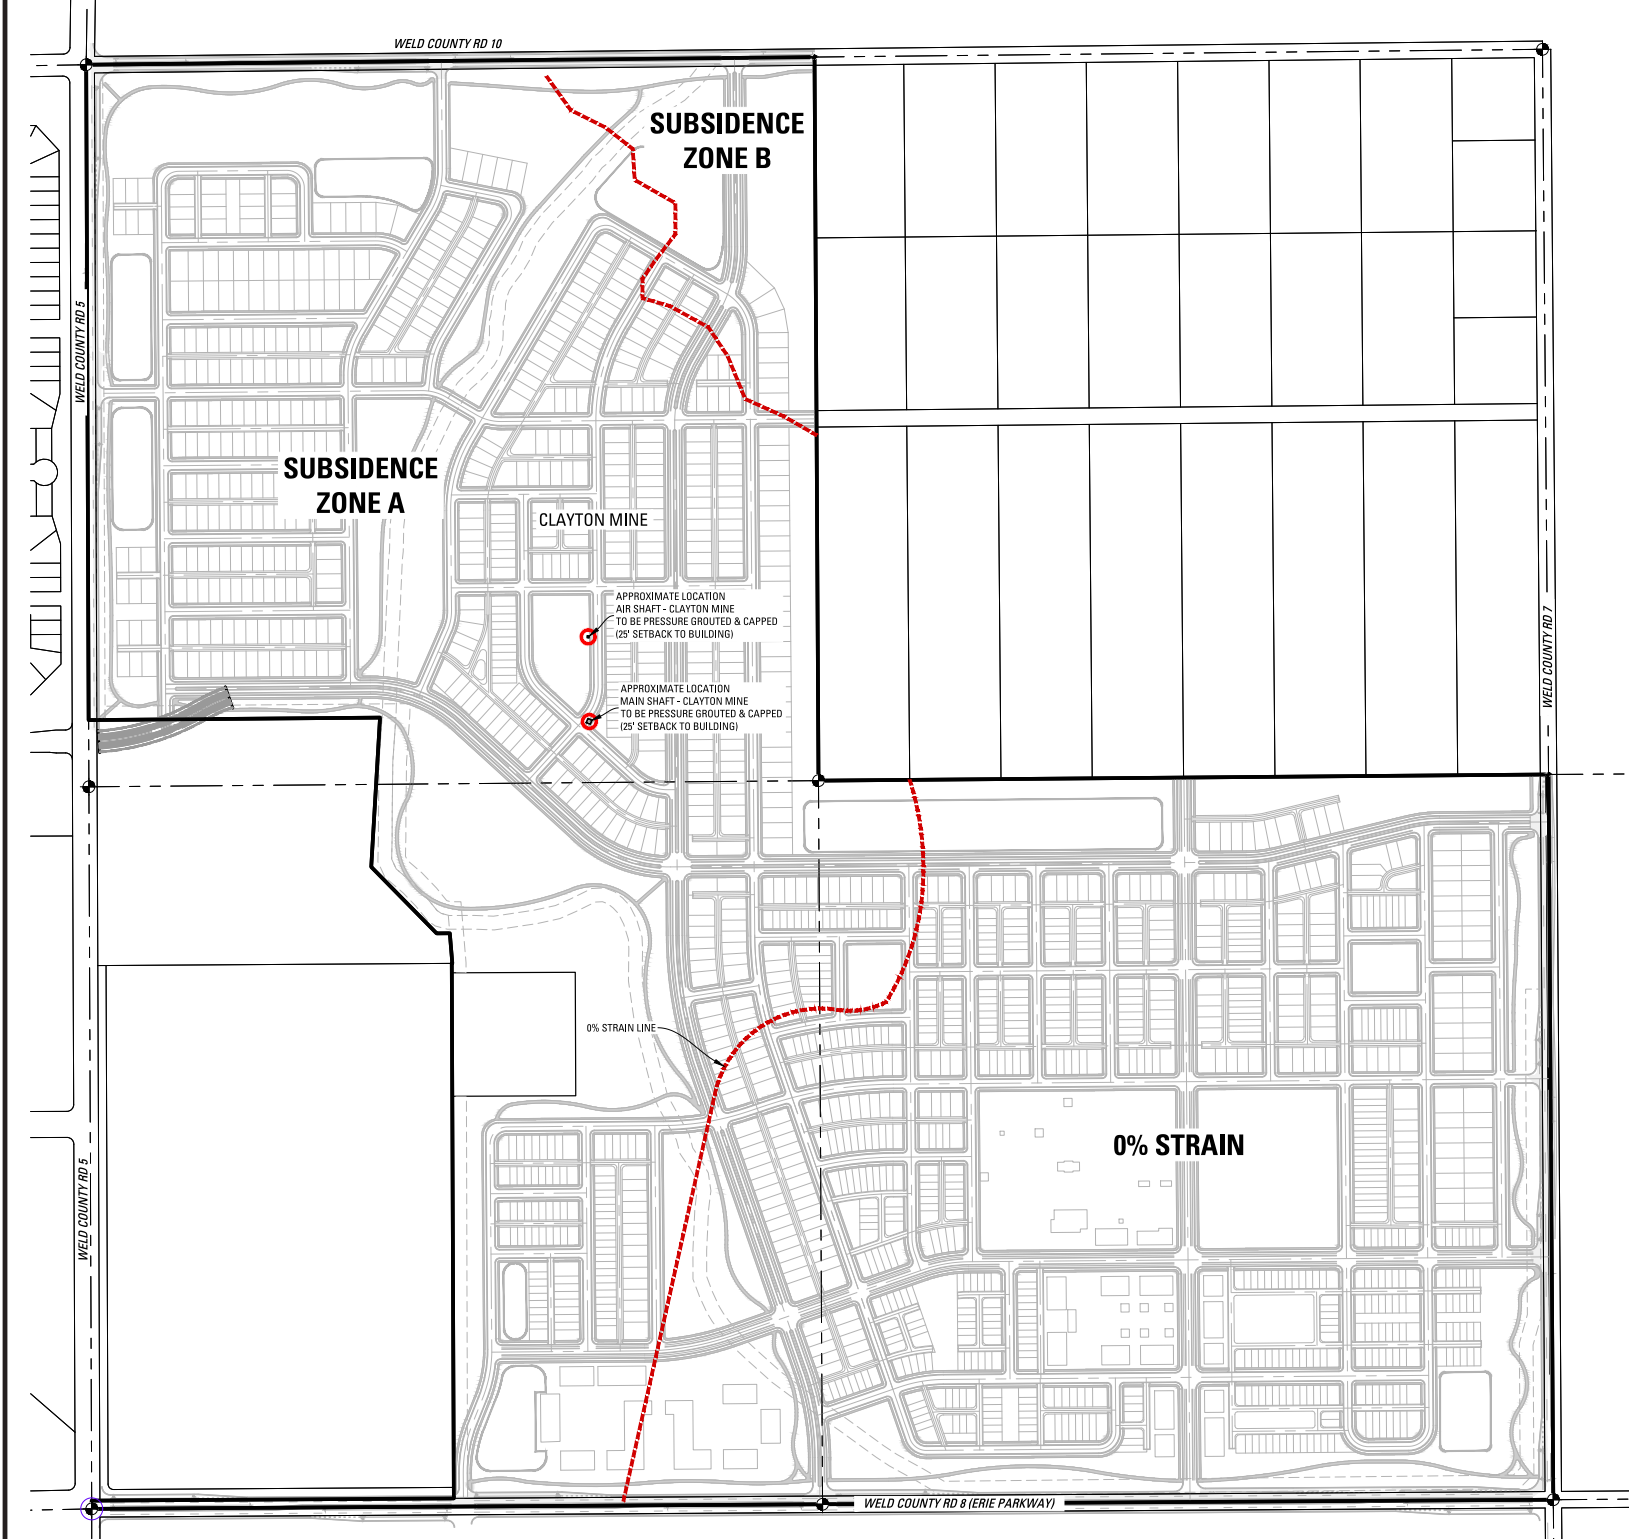 WELD COUNTY RD 10
SUBSIDENCE
ZONE B
WELD COUNTY RD 5
SUBSIDENCE
ZONE A
CLAYTON MINE
APPROXIMATE LOCATION
AIR SHAFT - CLAYTON MINE
TO BE PRESSURE GROUTED & CAPPED
(25' SETBACK TO BUILDING)
WELD COUNTY RD 7
APPROXIMATE LOCATION
MAIN SHAFT - CLAYTON MINE
TO BE PRESSURE GROUTED & CAPPED
(25' SETBACK TO BUILDING)
0% STRAIN LINE
0% STRAIN
WELD COUNTY RD 5
WELD COUNTY RD 8 (ERIE PARKWAY)